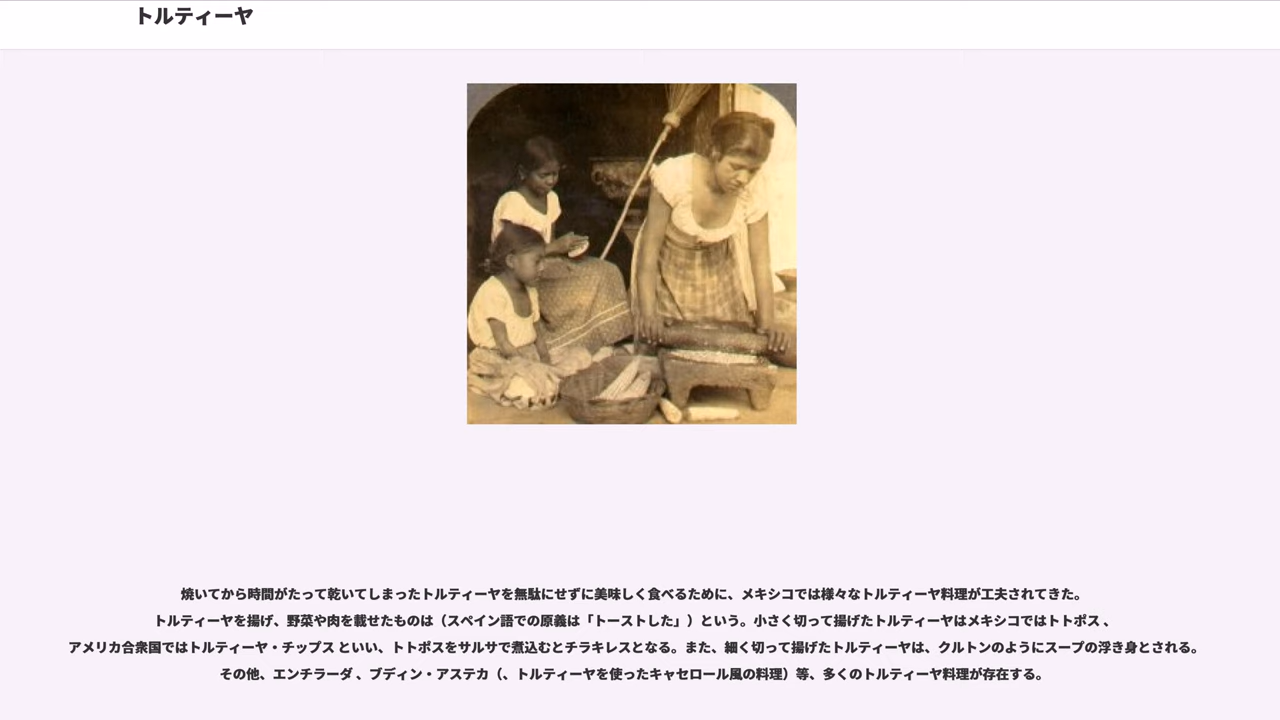 トルティーヤ
焼いてから時間がたって乾いてしまったトルティーヤを無駄にせずに美味しく食べるために、メキシコでは様々なトルティーヤ料理が工夫されてきた。
トルティーヤを揚げ、野菜や肉を載せたものは（スペイン語での原義は「トーストした」）という。小さく切って揚げたトルティーヤはメキシコではトトポス 、
アメリカ合衆国ではトルティーヤ・チップス といい、トトポスをサルサで煮込むとチラキレスとなる。また、細く切って揚げたトルティーヤは、クルトンのようにスープの浮き身とされる。
その他、エンチラーダ 、ブディン・アステカ（、トルティーヤを使ったキャセロール風の料理）等、多くのトルティーヤ料理が存在する。